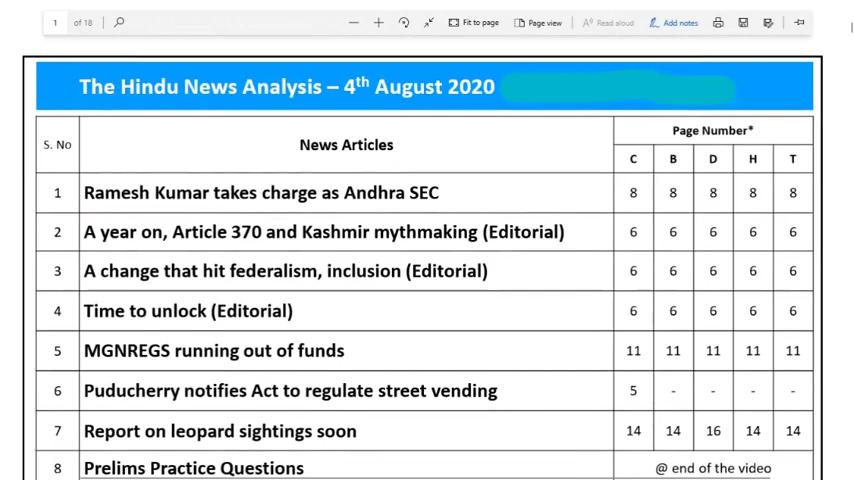 1 of 18 Fit to page Page view Read aloud Add notes
The Hindu News Analysis – 4th August 2020
S. No News Articles Page Number*
C B D H T
1 Ramesh Kumar takes charge as Andhra SEC 8 8 8 8 8
2 A year on, Article 370 and Kashmir mythmaking (Editorial) 6 6 6 6 6
3 A change that hit federalism, inclusion (Editorial) 6 6 6 6 6
4 Time to unlock (Editorial) 6 6 6 6 6
5 MGNREGS running out of funds 11 11 11 11 11
6 Puducherry notifies Act to regulate street vending 5 - - - -
7 Report on leopard sightings soon 14 14 16 14 14
8 Prelims Practice Questions @ end of the video